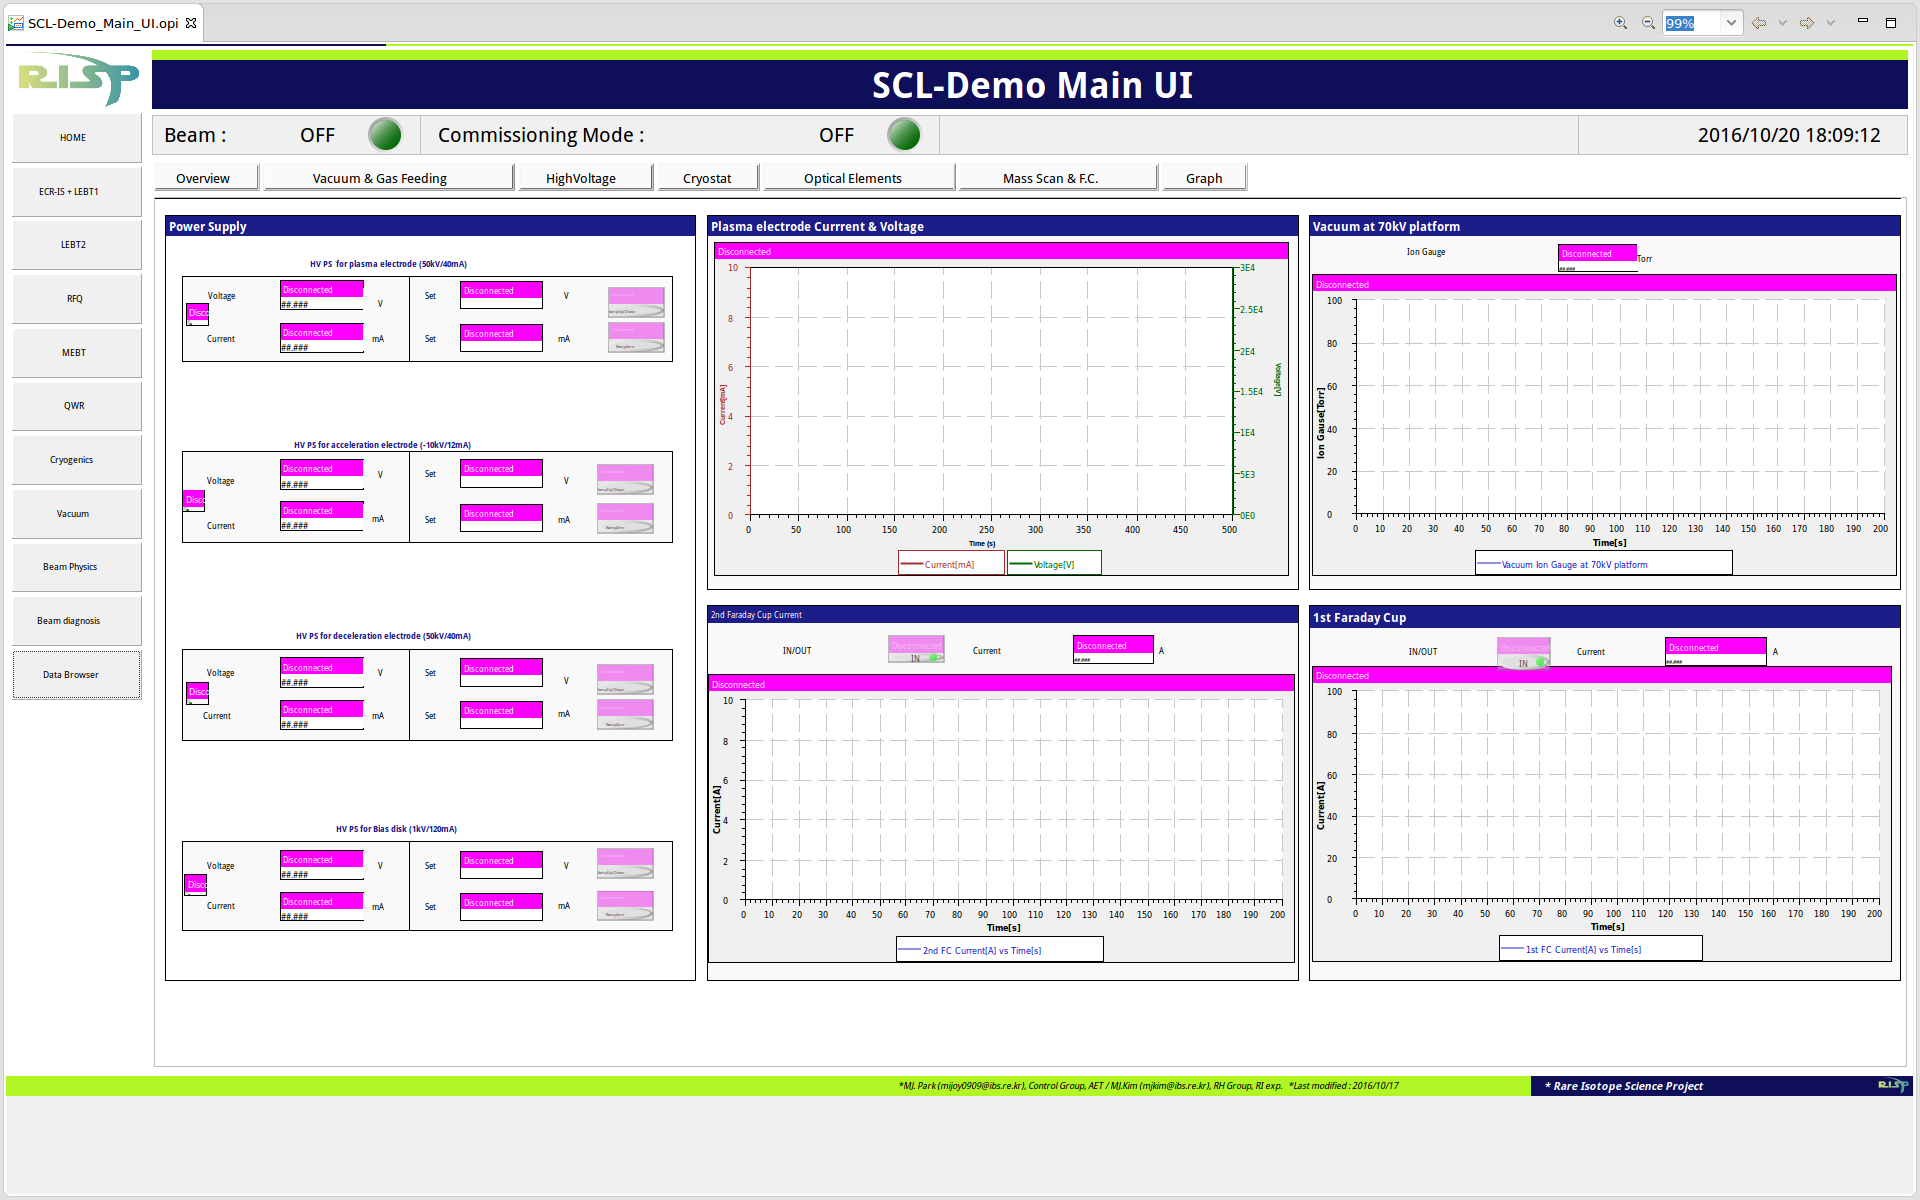 SCL-Demo_Main_UI.opi
99%
RISP
SCL-Demo Main UI
Beam : OFF Commissioning Mode : OFF 2016/10/20 18:09:12
HOME
ECR-IS + LEBT1
LEBT2
RFQ
MEBT
QWR
Cryogenics
Vacuum
Beam Physics
Beam diagnosis
Data Browser
Overview Vacuum & Gas Feeding HighVoltage Cryostat Optical Elements Mass Scan & F.C. Graph
Power Supply
HV PS for plasma electrode (50kV/40mA)
Voltage Disconnected ##.### V Set Disconnected V
Disco
Current Disconnected ##.### mA Set Disconnected mA
HV PS for acceleration electrode (-10kV/12mA)
Voltage Disconnected ##.### V Set Disconnected V
Disco
Current Disconnected ##.### mA Set Disconnected mA
HV PS for deceleration electrode (50kV/40mA)
Voltage Disconnected ##.### V Set Disconnected V
Disco
Current Disconnected ##.### mA Set Disconnected mA
HV PS for Bias disk (1kV/120mA)
Voltage Disconnected ##.### V Set Disconnected V
Disco
Current Disconnected ##.### mA Set Disconnected mA
Plasma electrode Currrent & Voltage
Disconnected
10 8 6 4 2 0
Current[mA]
3E4 2.5E4 2E4 1.5E4 1E4 5E3 0E0
Voltage[V]
0 50 100 150 200 250 300 350 400 450 500
Time (s)
Current[mA] Voltage[V]
Vacuum at 70kV platform
Ion Gauge Disconnected ##.### Torr
Disconnected
100 80 60 40 20 0
Ion Gause[Torr]
0 10 20 30 40 50 60 70 80 90 100 110 120 130 140 150 160 170 180 190 200
Time[s]
Vacuum Ion Gauge at 70kV platform
2nd Faraday Cup Current
IN/OUT Disconnected IN Current Disconnected ##.### A
Disconnected
10 8 6 4 2 0
Current[A]
0 10 20 30 40 50 60 70 80 90 100 110 120 130 140 150 160 170 180 190 200
Time[s]
2nd FC Current[A] vs Time[s]
1st Faraday Cup
IN/OUT Disconnected IN Current Disconnected ##.### A
Disconnected
100 80 60 40 20 0
Current[A]
0 10 20 30 40 50 60 70 80 90 100 110 120 130 140 150 160 170 180 190 200
Time[s]
1st FC Current[A] vs Time[s]
*MJ. Park (mijoy0909@ibs.re.kr), Control Group, AET / MJ.Kim (mjkim@ibs.re.kr), RH Group, RI exp. *Last modified : 2016/10/17
* Rare Isotope Science Project RISP